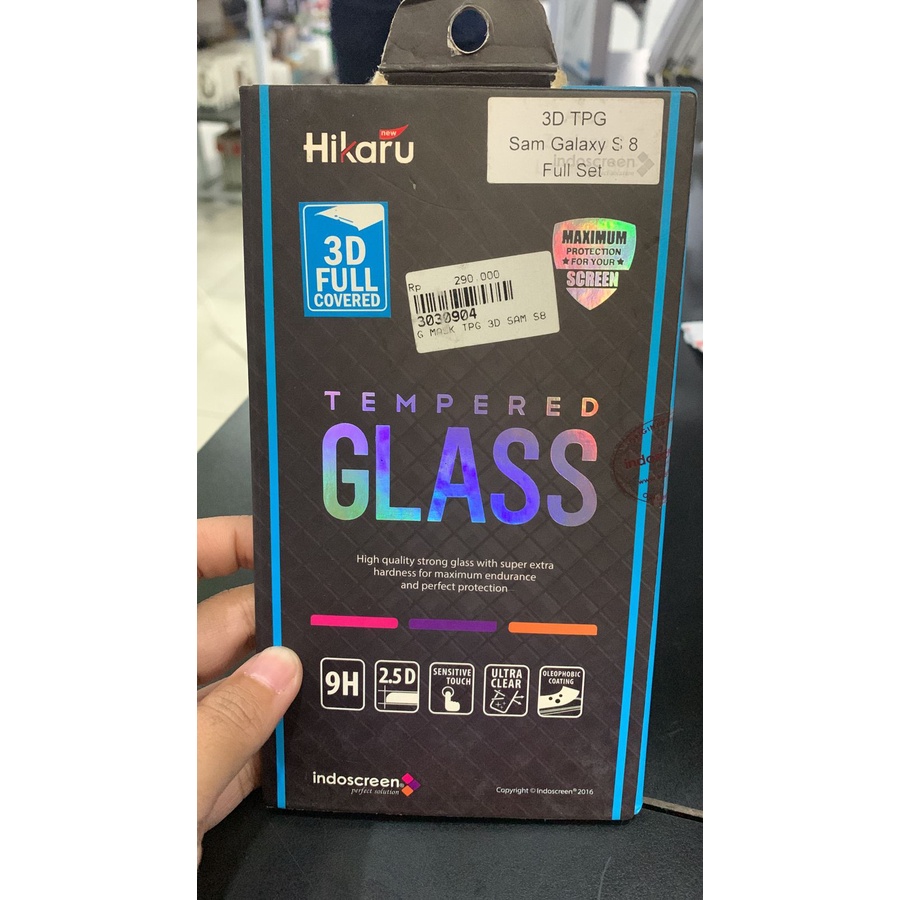 new
Hikaru
3D TPG
Sam Galaxy S 8
Full Set
indoscreen
3D
FULL
COVERED
MAXIMUM
PROTECTION
FOR YOUR
SCREEN
Rp 290.000
3030904
G MASK TPG 3D SAM S8
TEMPERED
GLASS
High quality strong glass with super extra
hardness for maximum endurance
and perfect protection
9H
2.5D
SENSITIVE
TOUCH
ULTRA
CLEAR
OLEOPHOBIC
COATING
indoscreen®
perfect solution
Copyright © Indoscreen® 2016